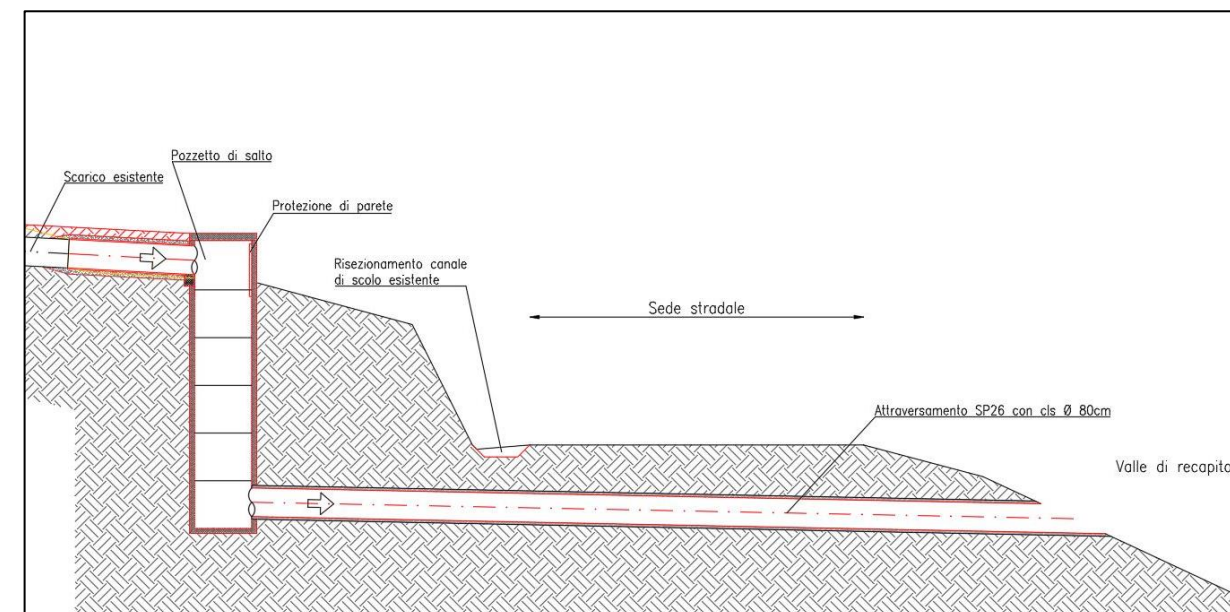 Pozzetto di salto
Scarico esistente
Protezione di parete
Risezionamento canale
di scolo esistente
Sede stradale
Attraversamento SP26 con cls Ø 80cm
Valle di recapito